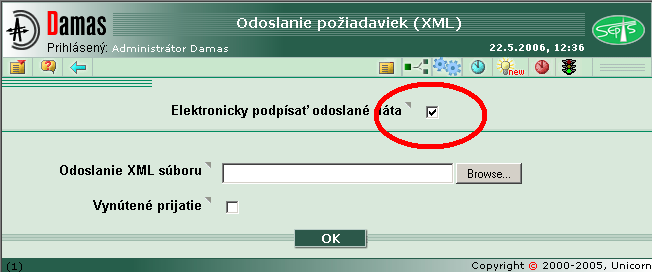 Damas
Odoslanie požiadaviek (XML)
Prihlásený: Administrátor Damas
22.5.2006, 12:36
SEPS
new
Elektronicky podpísať odoslané dáta
Odoslanie XML súboru
Browse...
Vynútené prijatie
OK
(1)
Copyright © 2000-2005, Unicorn